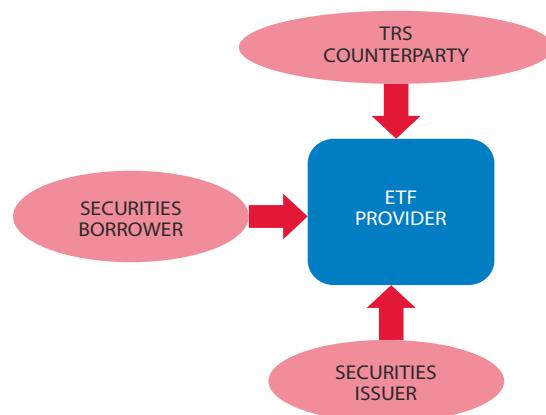 TRS
COUNTERPARTY
ETF
PROVIDER
SECURITIES
BORROWER
SECURITIES
ISSUER